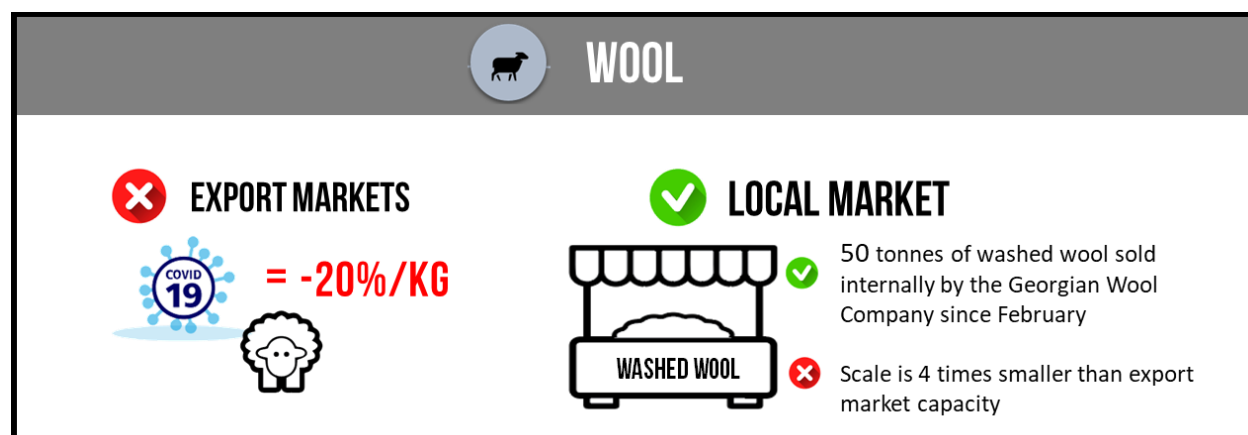 WOOL
EXPORT MARKETS
COVID
19
= -20%/KG
LOCAL MARKET
WASHED WOOL
50 tonnes of washed wool sold
internally by the Georgian Wool
Company since February
Scale is 4 times smaller than export
market capacity